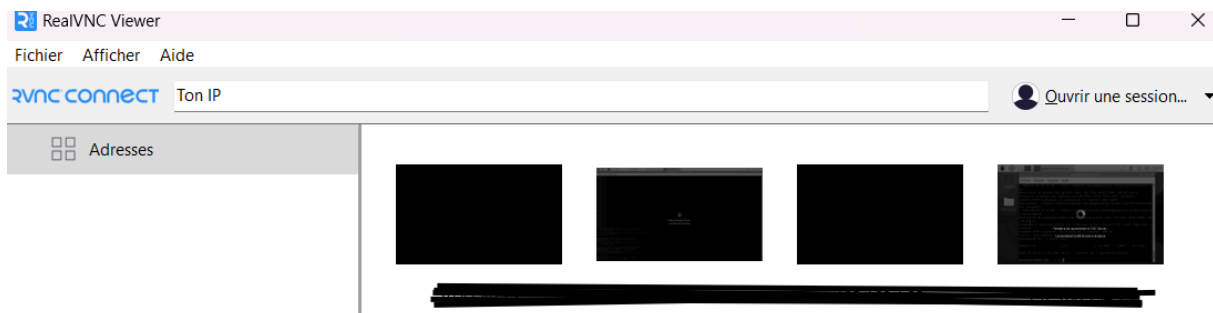 RealVNC Viewer
Fichier Afficher Aide
RVNC CONNECT Ton IP Ouvrir une session...
Adresses